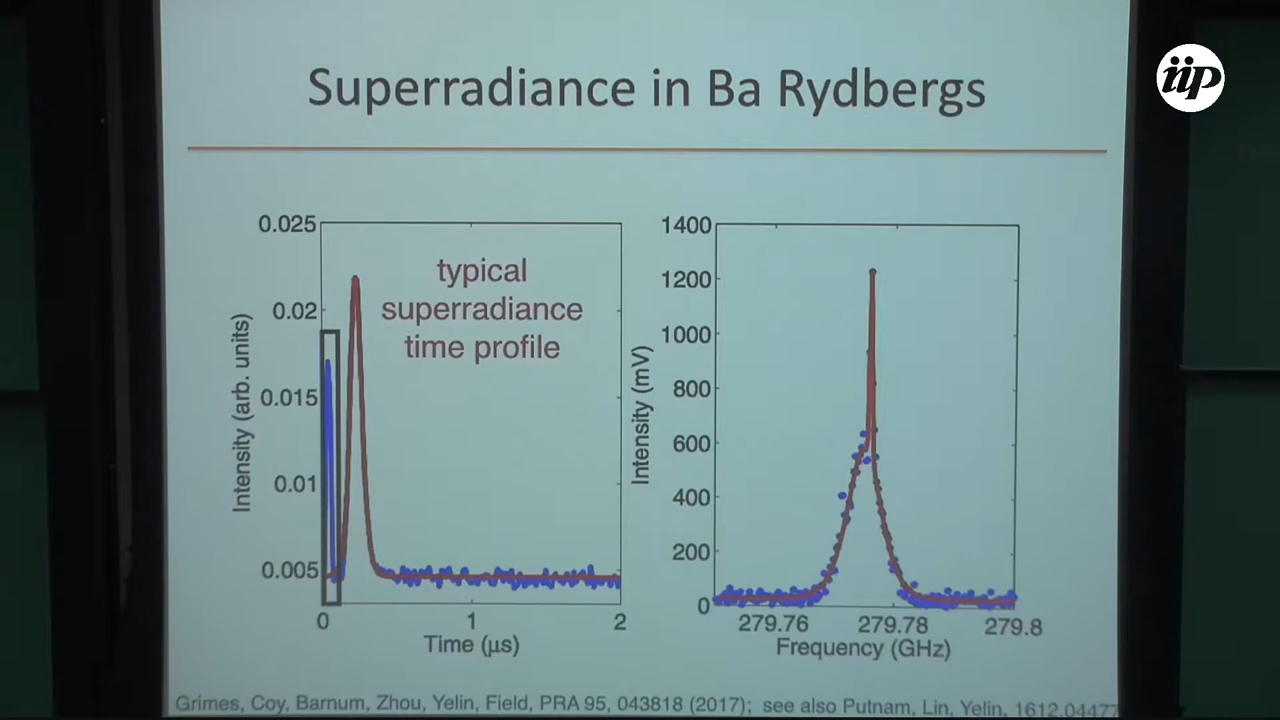 iip
Superradiance in Ba Rydbergs
0.025
0.02
0.015
0.01
0.005
Intensity (arb. units)
typical
superradiance
time profile
0
1
2
Time (μs)
1400
1200
1000
800
600
400
200
0
Intensity (mV)
279.76
279.78
279.8
Frequency (GHz)
Grimes, Coy, Barnum, Zhou, Yelin, Field, PRA 95, 043818 (2017); see also Putnam, Lin, Yelin, 1612.04477